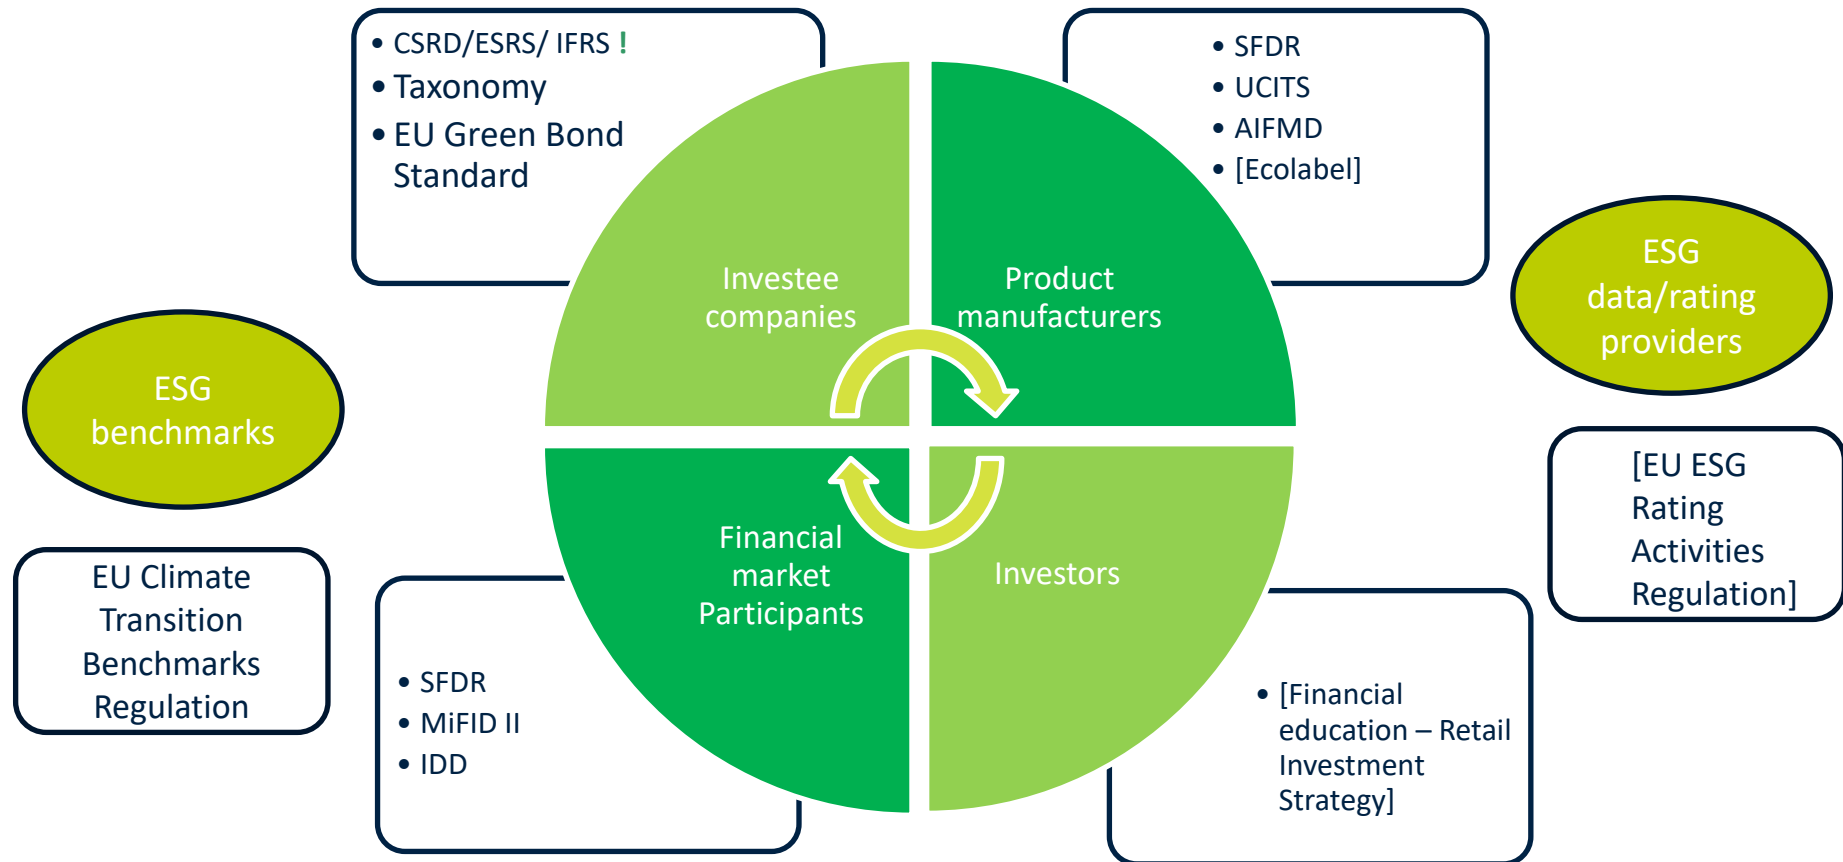 • CSRD/ESRS/ IFRS !
• Taxonomy
• EU Green Bond
Standard
• SFDR
• UCITS
• AIFMD
• [Ecolabel]
Investee
companies
Product
manufacturers
ESG
data/rating
providers
ESG
benchmarks
[EU ESG
Rating
Activities
Regulation]
EU Climate
Transition
Benchmarks
Regulation
Financial
market
Participants
Investors
• SFDR
• MiFID II
• IDD
• [Financial
education – Retail
Investment
Strategy]